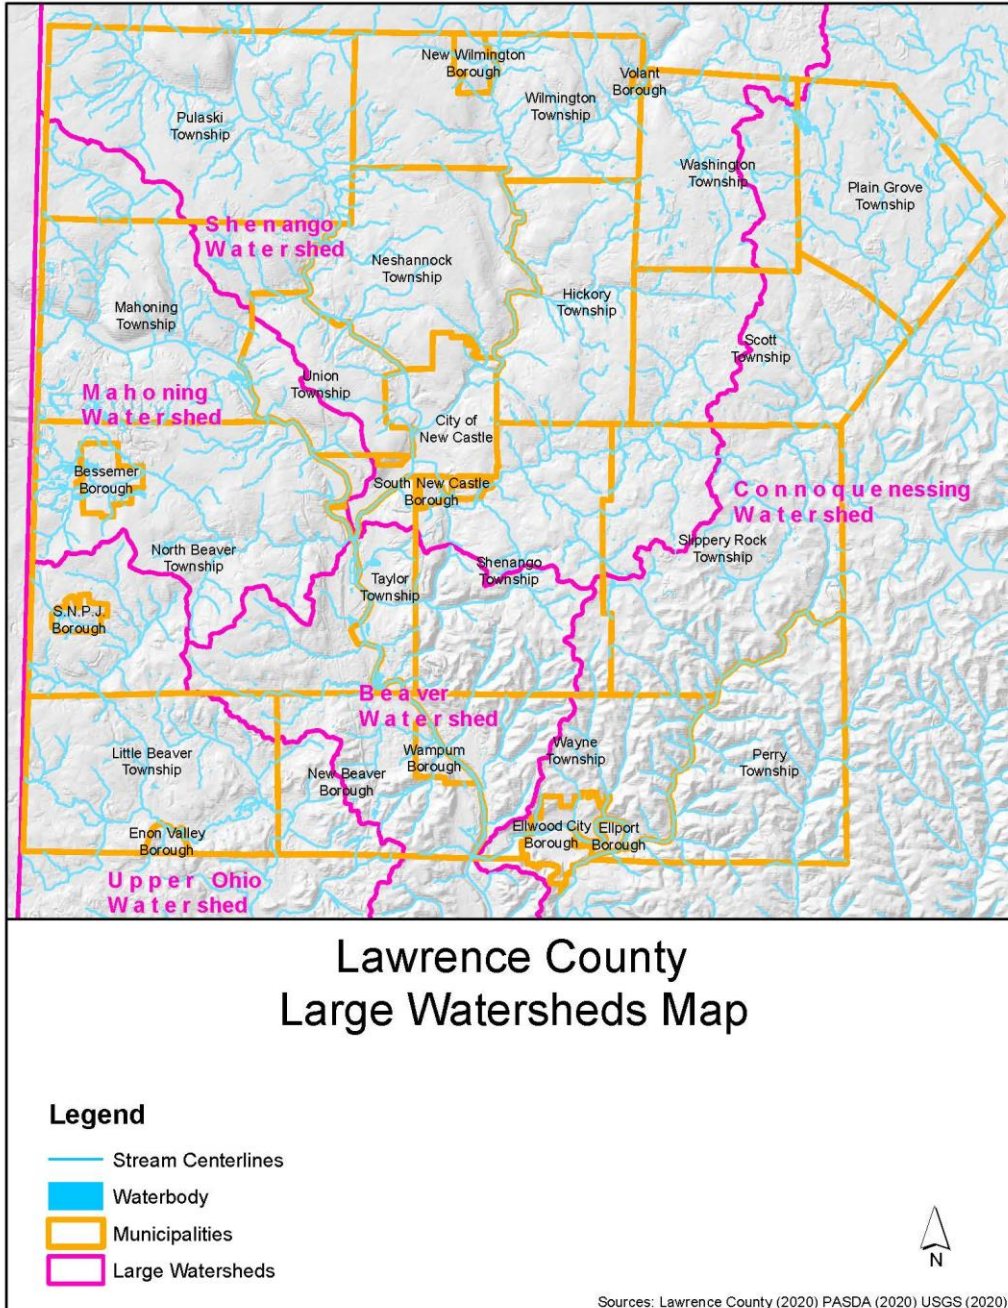 New Wilmington
Borough
Volant
Borough
Wilmington
Township
Pulaski
Township
Washington
Township
Plain Grove
Township
Shenango
Watershed
Neshannock
Township
Hickory
Township
Mahoning
Township
Scott
Township
Union
Township
Mahoning
Watershed
City of
New Castle
Bessemer
Borough
South New Castle
Borough
Connoquenessing
Watershed
North Beaver
Township
Slippery Rock
Township
Shenango
Township
Taylor
Township
S.N.P.J.
Borough
Beaver
Watershed
Little Beaver
Township
Wampum
Borough
Wayne
Township
Perry
Township
New Beaver
Borough
Enon Valley
Borough
Ellwood City
Borough
Ellport
Borough
Upper Ohio
Watershed
Lawrence County
Large Watersheds Map
Legend
Stream Centerlines
Waterbody
Municipalities
Large Watersheds
N
Sources: Lawrence County (2020) PASDA (2020) USGS (2020)